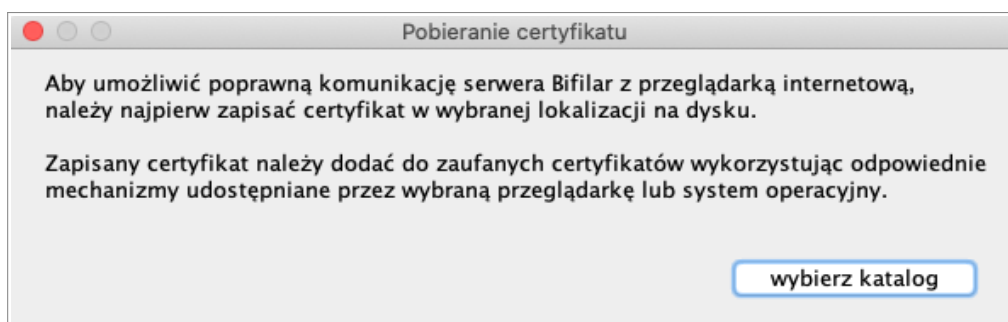 Pobieranie certyfikatu
Aby umożliwić poprawną komunikację serwera Bifilar z przeglądarką internetową,
należy najpierw zapisać certyfikat w wybranej lokalizacji na dysku.
Zapisany certyfikat należy dodać do zaufanych certyfikatów wykorzystując odpowiednie
mechanizmy udostępniane przez wybraną przeglądarkę lub system operacyjny.
wybierz katalog